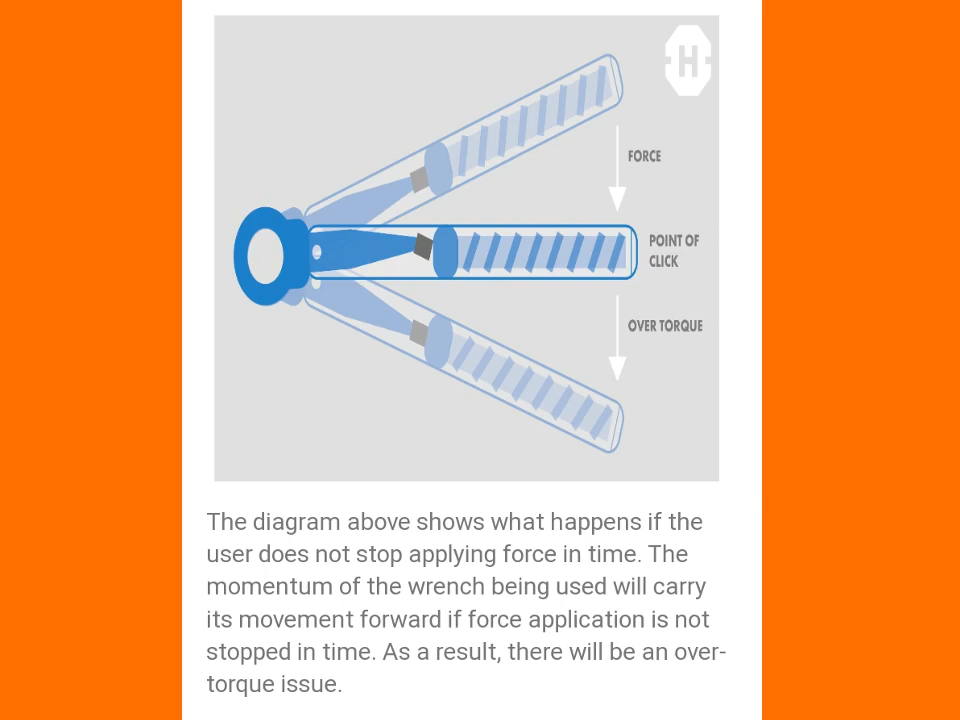 H
FORCE
POINT OF
CLICK
OVER TORQUE
The diagram above shows what happens if the
user does not stop applying force in time. The
momentum of the wrench being used will carry
its movement forward if force application is not
stopped in time. As a result, there will be an over-
torque issue.